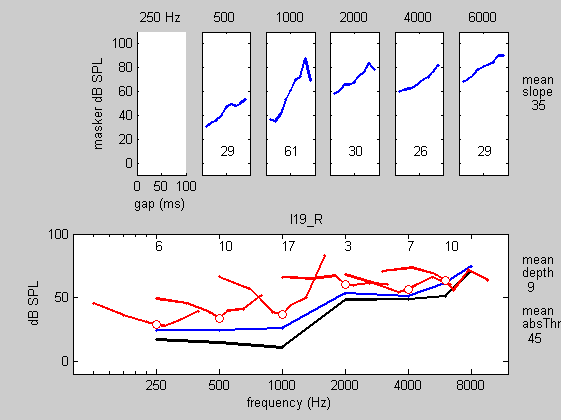 250 Hz 500 1000 2000 4000 6000
100
80
60
40
20
0
masker dB SPL
29 61 30 26 29
mean
slope
35
0 50 100
gap (ms)
I19_R
100
50
0
dB SPL
6 10 17 3 7 10
mean
depth
9
mean
absThr
45
250 500 1000 2000 4000 8000
frequency (Hz)